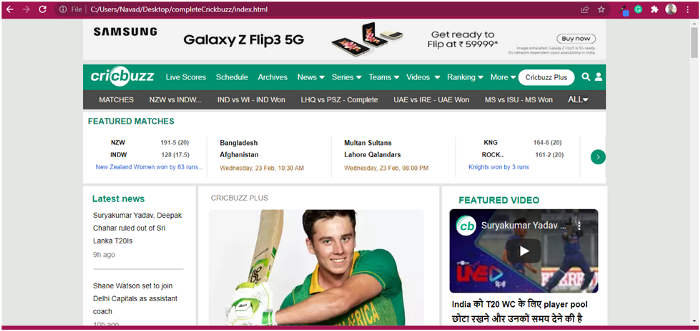 File | C:/Users/Navad/Desktop/completeCrickbuzz/index.html
SAMSUNG
Galaxy Z Flip3 5G
Get ready to
Flip at ₹ 59999*
Buy now
cricbuzz Live Scores Schedule Archives News Series Teams Videos Ranking More Cricbuzz Plus
MATCHES NZW vs INDW... IND vs WI - IND Won LHQ vs PSZ - Complete UAE vs IRE - UAE Won MS vs ISU - MS Won ALL
FEATURED MATCHES
NZW 191-5 (20) Bangladesh Multan Sultans KNG 164-6 (20)
INDW 128 (17.5) Afghanistan Lahore Qalandars ROCK.. 161-2 (20)
New Zealand Women won by 63 runs... Wednesday, 23 Feb, 10:30 AM Wednesday, 23 Feb, 08:00 PM Knights won by 3 runs
Latest news
Suryakumar Yadav, Deepak
Chahar ruled out of Sri
Lanka T20Is
9h ago
Shane Watson set to join
Delhi Capitals as assistant
coach
10h ago
CRICBUZZ PLUS
FEATURED VIDEO
cb Suryakumar Yadav ...
LIVE
India को T20 WC के लिए player pool
छोटा रखने और उनको समय देने की है